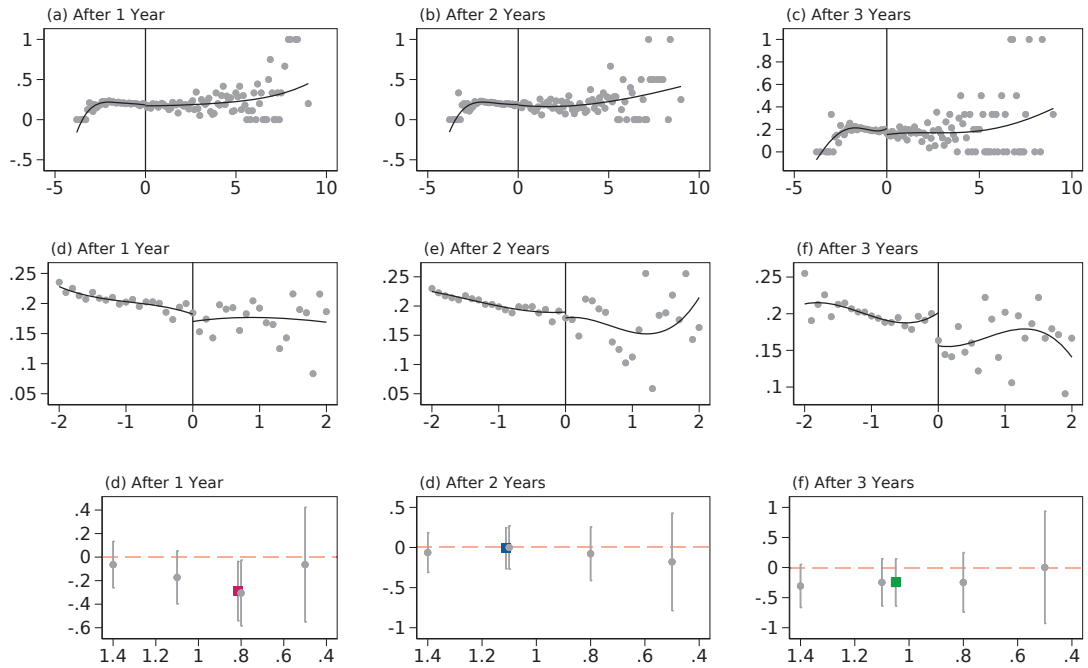 (a) After 1 Year
(b) After 2 Years
(c) After 3 Years
1
.5
0
-.5
-5 0 5 10
1
.5
0
-.5
-5 0 5 10
1
.8
.6
.4
.2
0
-5 0 5 10
(d) After 1 Year
(e) After 2 Years
(f) After 3 Years
.25
.2
.15
.1
.05
-2 -1 0 1 2
.25
.2
.15
.1
.05
-2 -1 0 1 2
.25
.2
.15
.1
-2 -1 0 1 2
(d) After 1 Year
(d) After 2 Years
(f) After 3 Years
.4
.2
0
-.2
-.4
-.6
1.4 1.2 1 .8 .6 .4
.5
0
-.5
-1
1.4 1.2 1 .8 .6 .4
1
.5
0
-.5
-1
1.4 1.2 1 .8 .6 .4